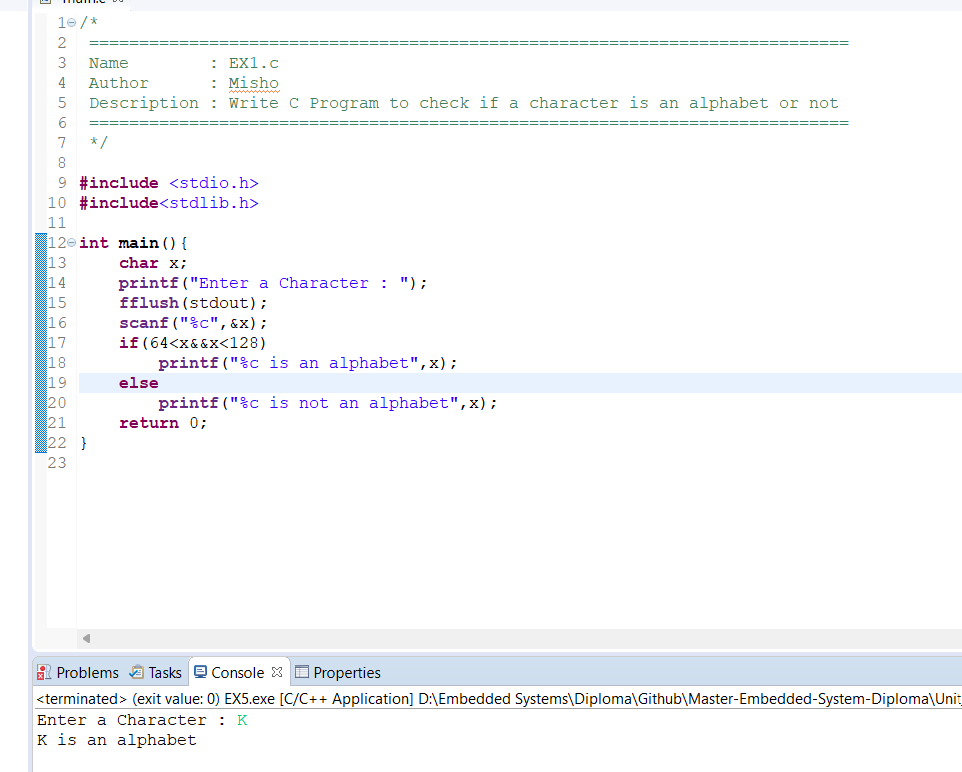 main.c
1 /*
2 ============================================================================
3 Name        : EX1.c
4 Author      : Misho
5 Description : Write C Program to check if a character is an alphabet or not
6 ============================================================================
7 */
8
9 #include <stdio.h>
10 #include<stdlib.h>
11
12 int main(){
13     char x;
14     printf("Enter a Character : ");
15     fflush(stdout);
16     scanf("%c",&x);
17     if(64<x&&x<128)
18         printf("%c is an alphabet",x);
19     else
20         printf("%c is not an alphabet",x);
21     return 0;
22 }
23
Problems Tasks Console Properties
<terminated> (exit value: 0) EX5.exe [C/C++ Application] D:\Embedded Systems\Diploma\Github\Master-Embedded-System-Diploma\Unit
Enter a Character : K
K is an alphabet